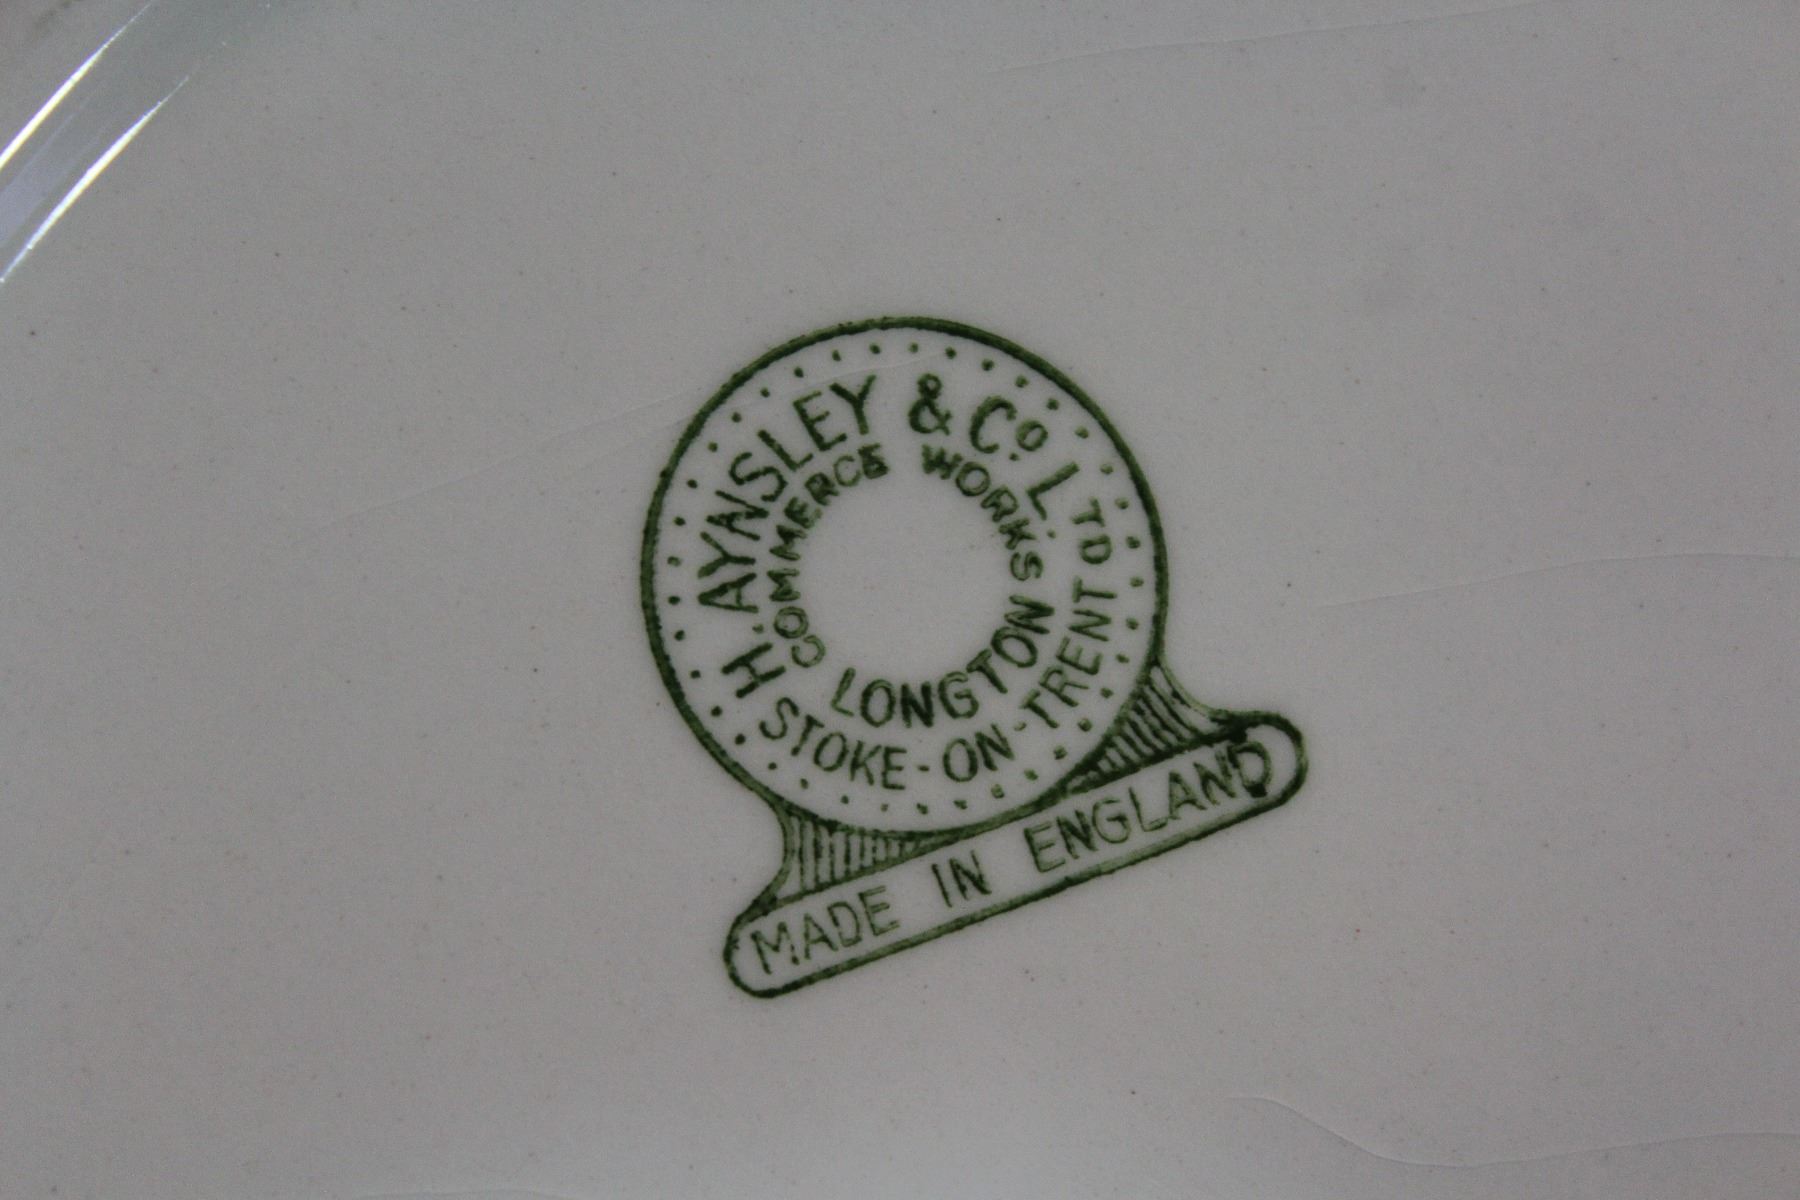 H. AYNSLEY & Co. LTD
COMMERCE WORKS
LONGTON
STOKE-ON-TRENT
MADE IN ENGLAND